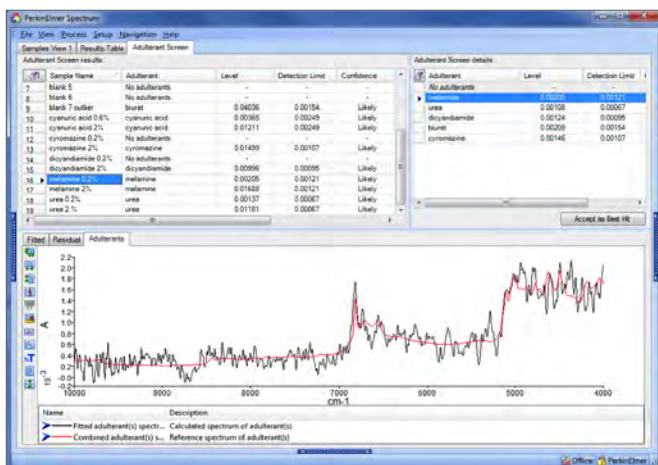 PerkinElmer Spectrum
File View Process Setup Navigation Help
Samples View 1 Results Table Adulterant Screen
Adulterant Screen results
Sample Name Adulterant Level Detection Limit Confidence
7 blank 5 No adulterants - - -
8 blank 6 No adulterants - - -
9 blank 7 outlier biuret 0.04036 0.00154 Likely
10 cyanuric acid 0.6% cyanuric acid 0.00365 0.00249 Likely
11 cyanuric acid 2% cyanuric acid 0.01211 0.00249 Likely
12 cyromazine 0.2% No adulterants - - -
13 cyromazine 2% cyromazine 0.01499 0.00107 Likely
14 dicyandiamide 0.2% No adulterants - - -
15 dicyandiamide 2% dicyandiamide 0.00996 0.00095 Likely
16 melamine 0.2% melamine 0.00205 0.00121 Likely
17 melamine 2% melamine 0.01688 0.00121 Likely
18 urea 0.2% urea 0.00137 0.00067 Likely
19 urea 2 % urea 0.01181 0.00067 Likely
Adulterant Screen details
Adulterant Level Detection Limit
No adulterants - -
melamine 0.00205 0.00121
urea 0.00108 0.00067
dicyandiamide 0.00124 0.00095
biuret 0.00209 0.00154
cyromazine 0.00146 0.00107
Accept as Best Hit
Fitted Residual Adulterants
2.2
2.0
1.8
1.6
1.4
1.2
1.0
0.8
0.6
0.4
0.2
-0.0
-0.2
A
10-3
10000 9000 8000 7000 6000 5000 4000
cm-1
Name Description
Fitted adulterant(s) spectr... Calculated spectrum of adulterant(s)
Combined adulterant(s) s... Reference spectrum of adulterant(s)
Offline PerkinElmer